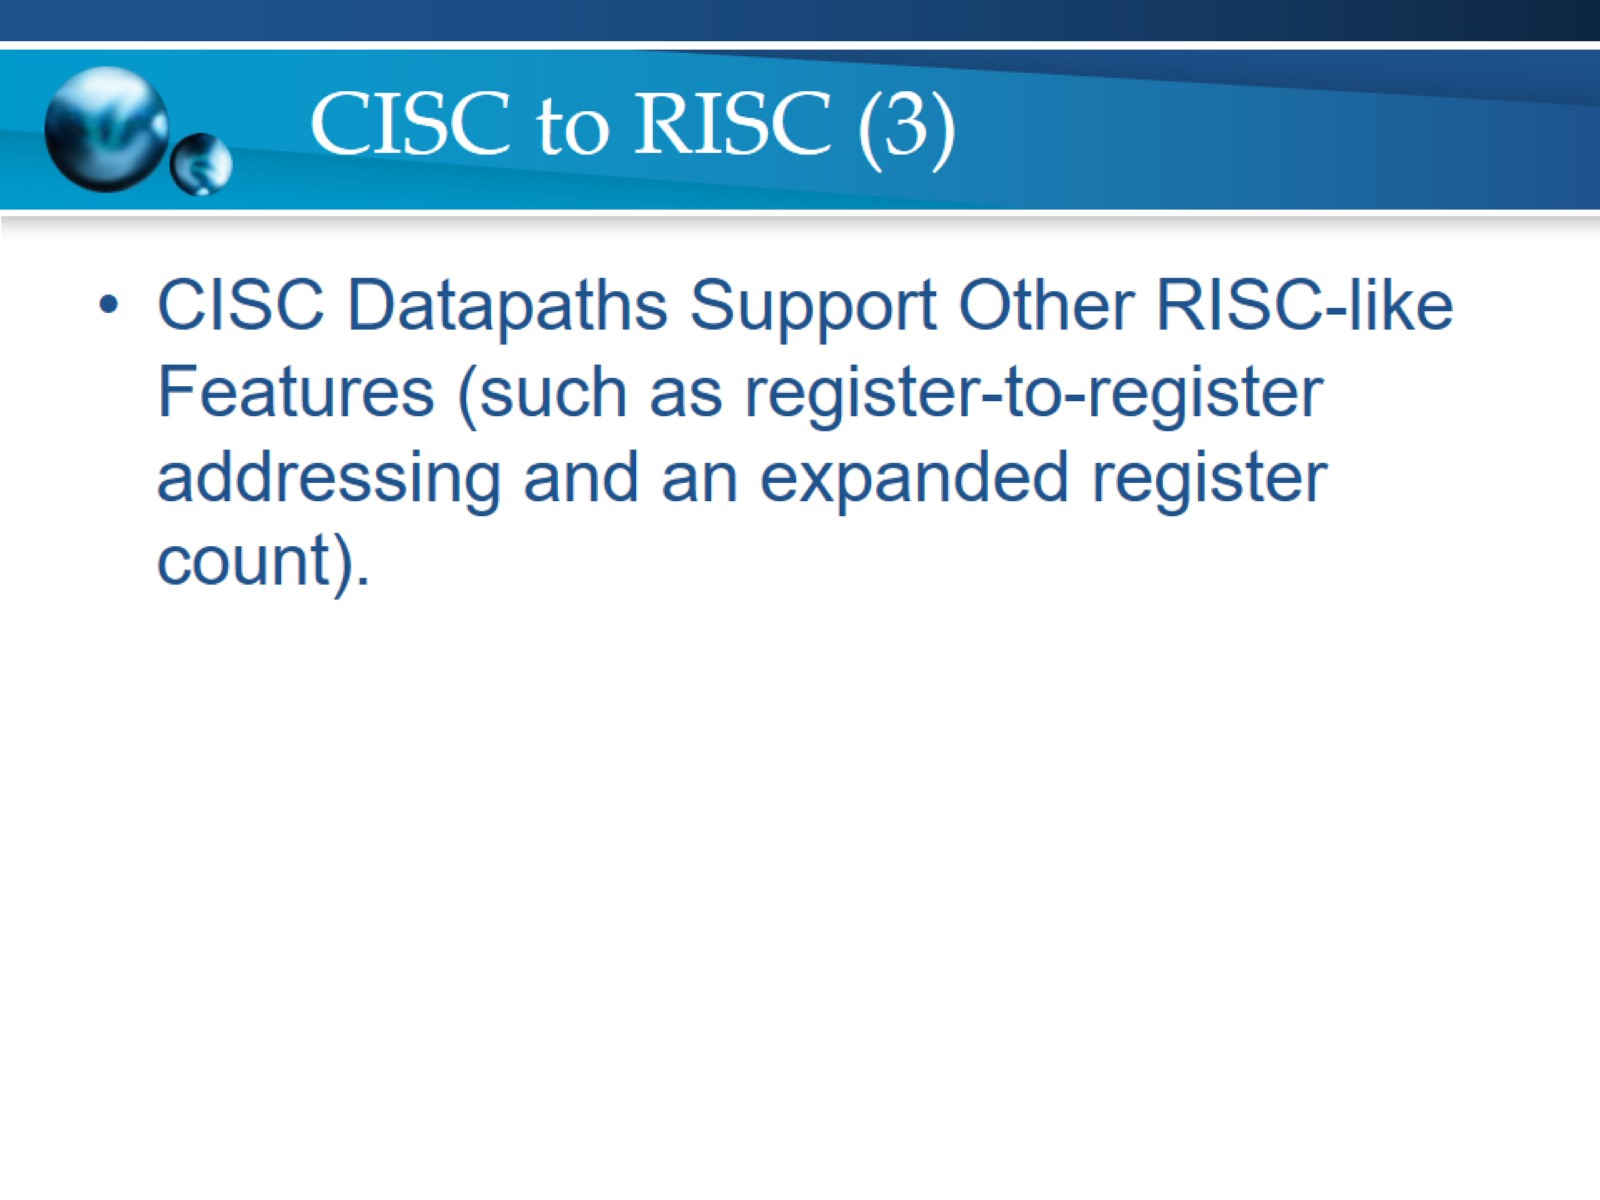 CISC to RISC (3)
• CISC Datapaths Support Other RISC-like
Features (such as register-to-register
addressing and an expanded register
count).